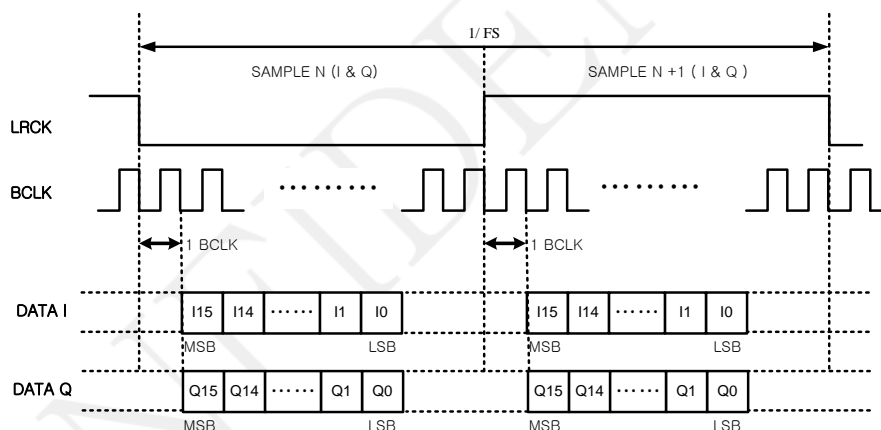 1/ FS
SAMPLE N (I & Q)
SAMPLE N +1 ( I & Q )
LRCK
BCLK
1 BCLK
1 BCLK
DATA I
I15 I14 ...... I1 I0
I15 I14 ...... I1 I0
MSB LSB
MSB LSB
DATA Q
Q15 Q14 ...... Q1 Q0
Q15 Q14 ...... Q1 Q0
MSB LSB
MSB LSB